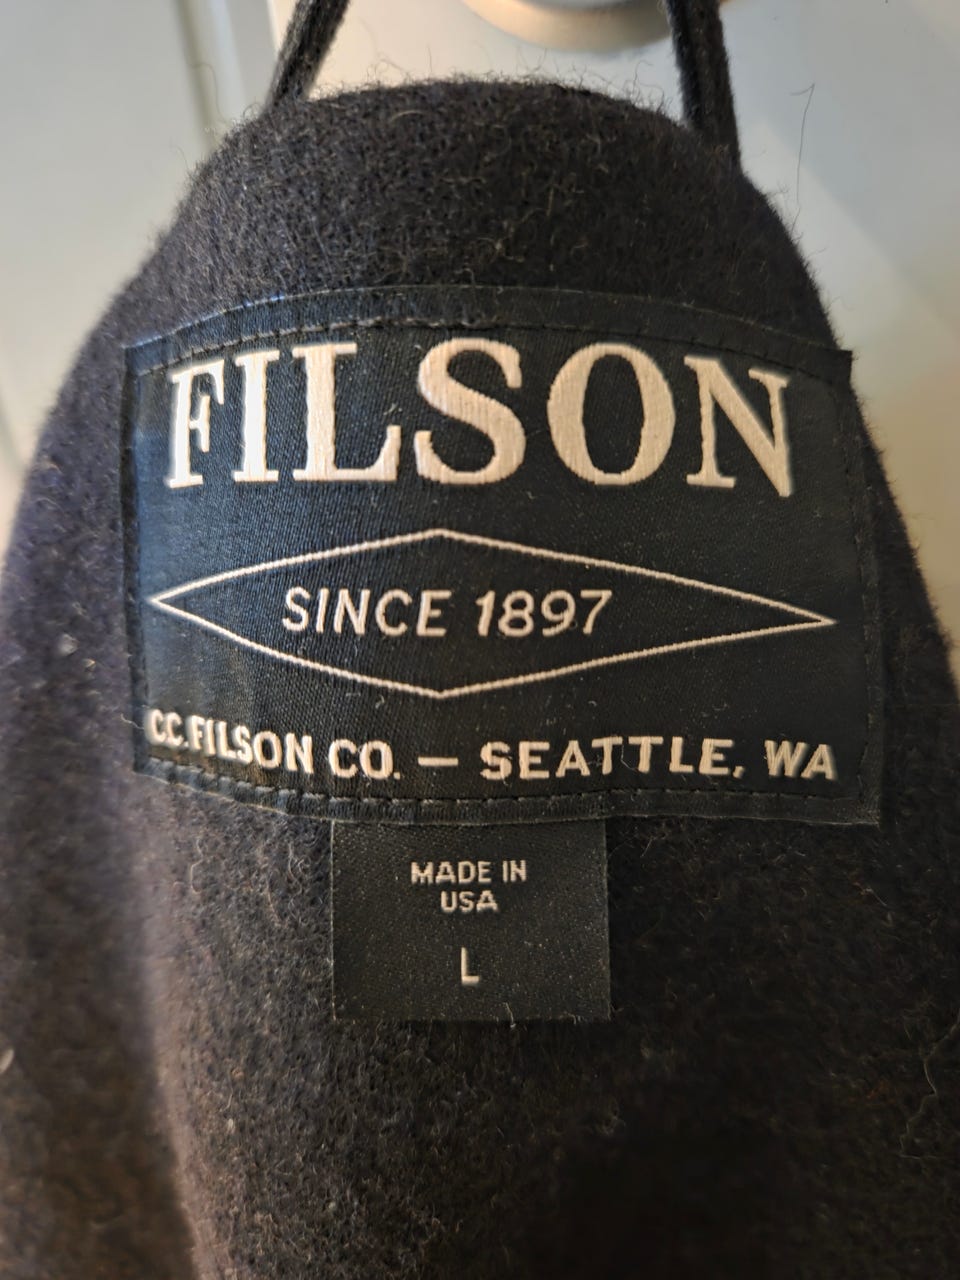 FILSON
SINCE 1897
C.C. FILSON CO. — SEATTLE, WA
MADE IN
USA
L